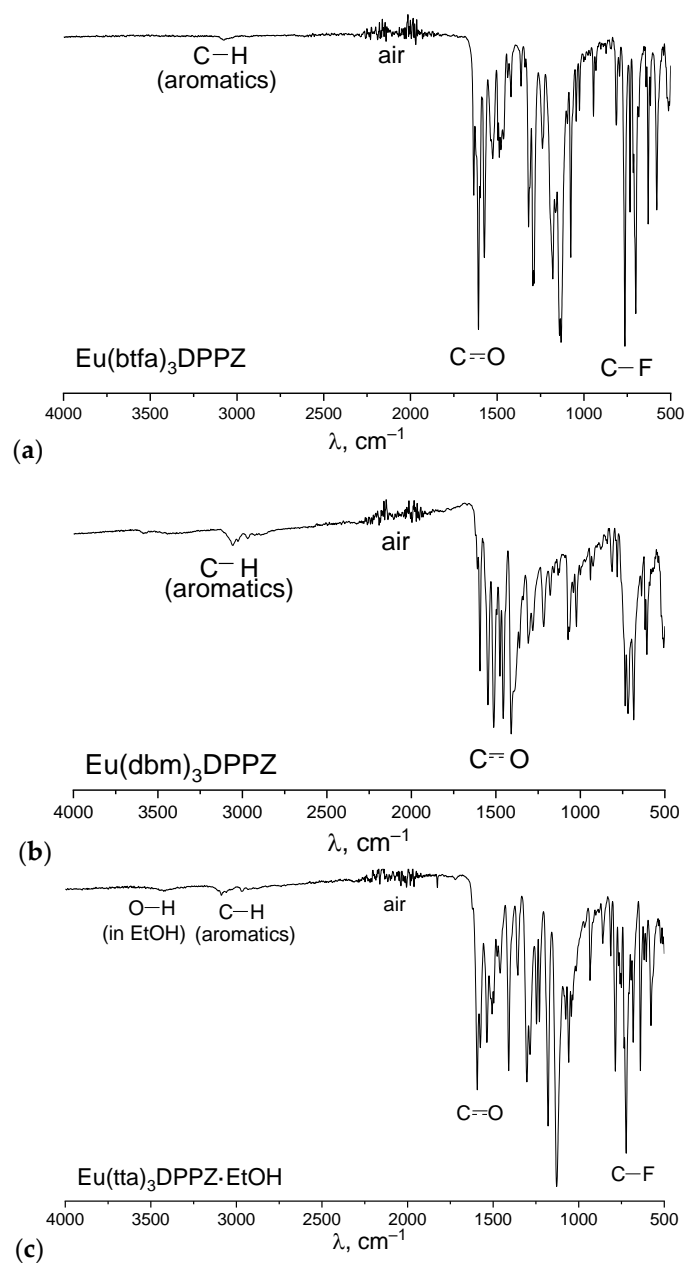 C−H
(aromatics)
air
Eu(btfa)₃DPPZ
C=O
C−F
4000 3500 3000 2500 2000 1500 1000 500
λ, cm⁻¹
(a)
C−H
(aromatics)
air
Eu(dbm)₃DPPZ
C=O
4000 3500 3000 2500 2000 1500 1000 500
λ, cm⁻¹
(b)
O−H
(in EtOH)
C−H
(aromatics)
air
C=O
C−F
Eu(tta)₃DPPZ·EtOH
4000 3500 3000 2500 2000 1500 1000 500
λ, cm⁻¹
(c)